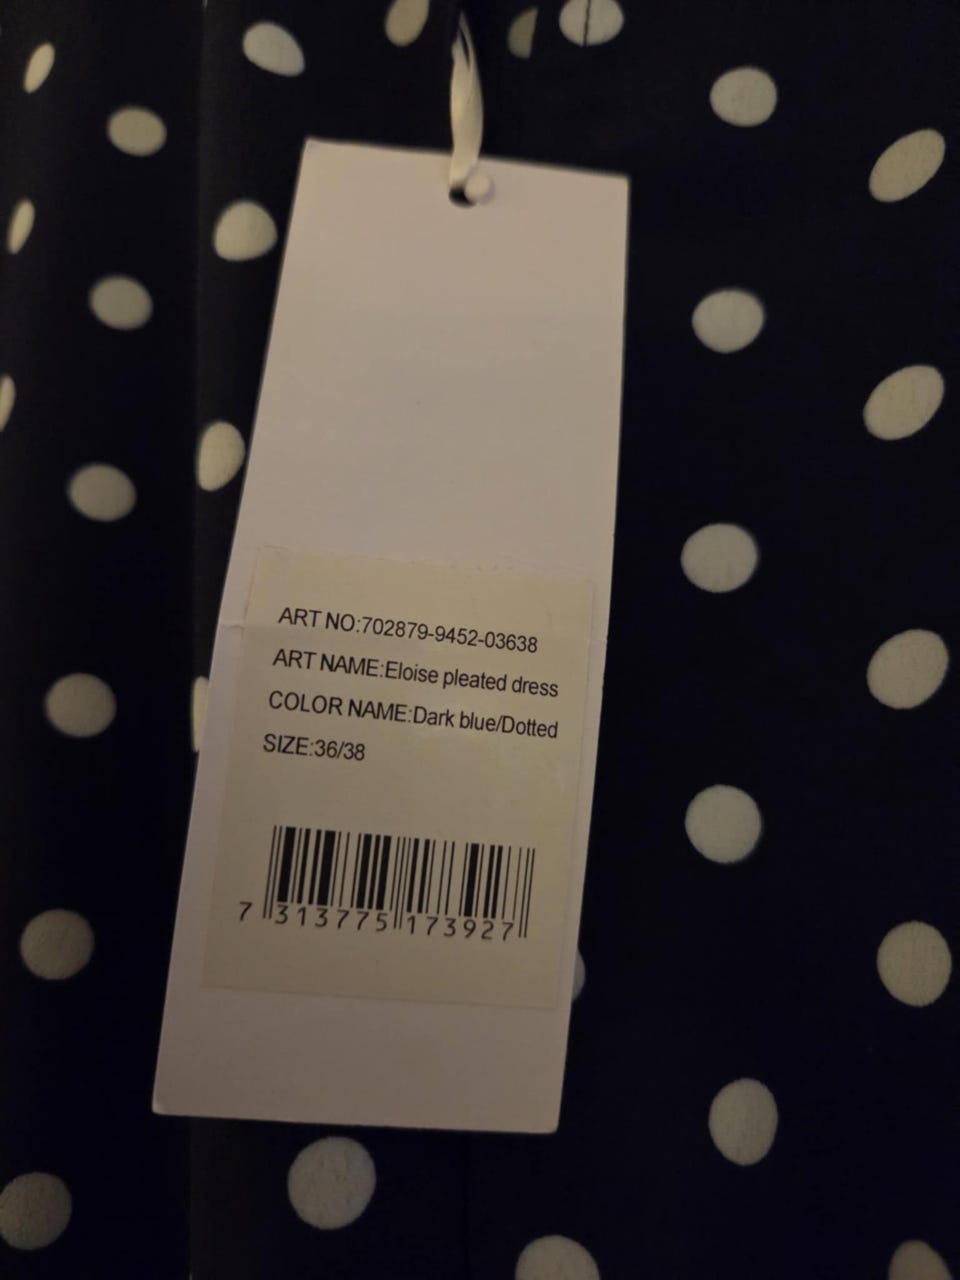 ART NO:702879-9452-03638
ART NAME:Eloise pleated dress
COLOR NAME:Dark blue/Dotted
SIZE:36/38
7 313775 173927